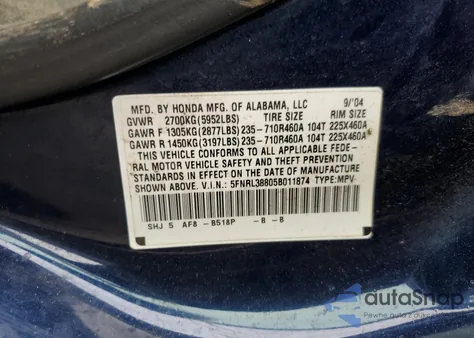 MFD. BY HONDA MFG. OF ALABAMA, LLC 9/'04
GVWR 2700KG(5952LBS) TIRE SIZE RIM SIZE
GAWR F 1305KG(2877LBS)235-710R460A 104T 225X460A
GAWR R 1450KG(3197LBS)235-710R460A 104T 225X460A
THIS VEHICLE CONFORMS TO ALL APPLICABLE FEDE-
RAL MOTOR VEHICLE SAFETY AND THEFT PREVENTION
STANDARDS IN EFFECT ON THE DATE OF MANUFACTURE
SHOWN ABOVE. V.I.N: 5FNRL38805B011874 TYPE:MPV
SHJ 5 AF8 - B518P - B - B
autoSnap